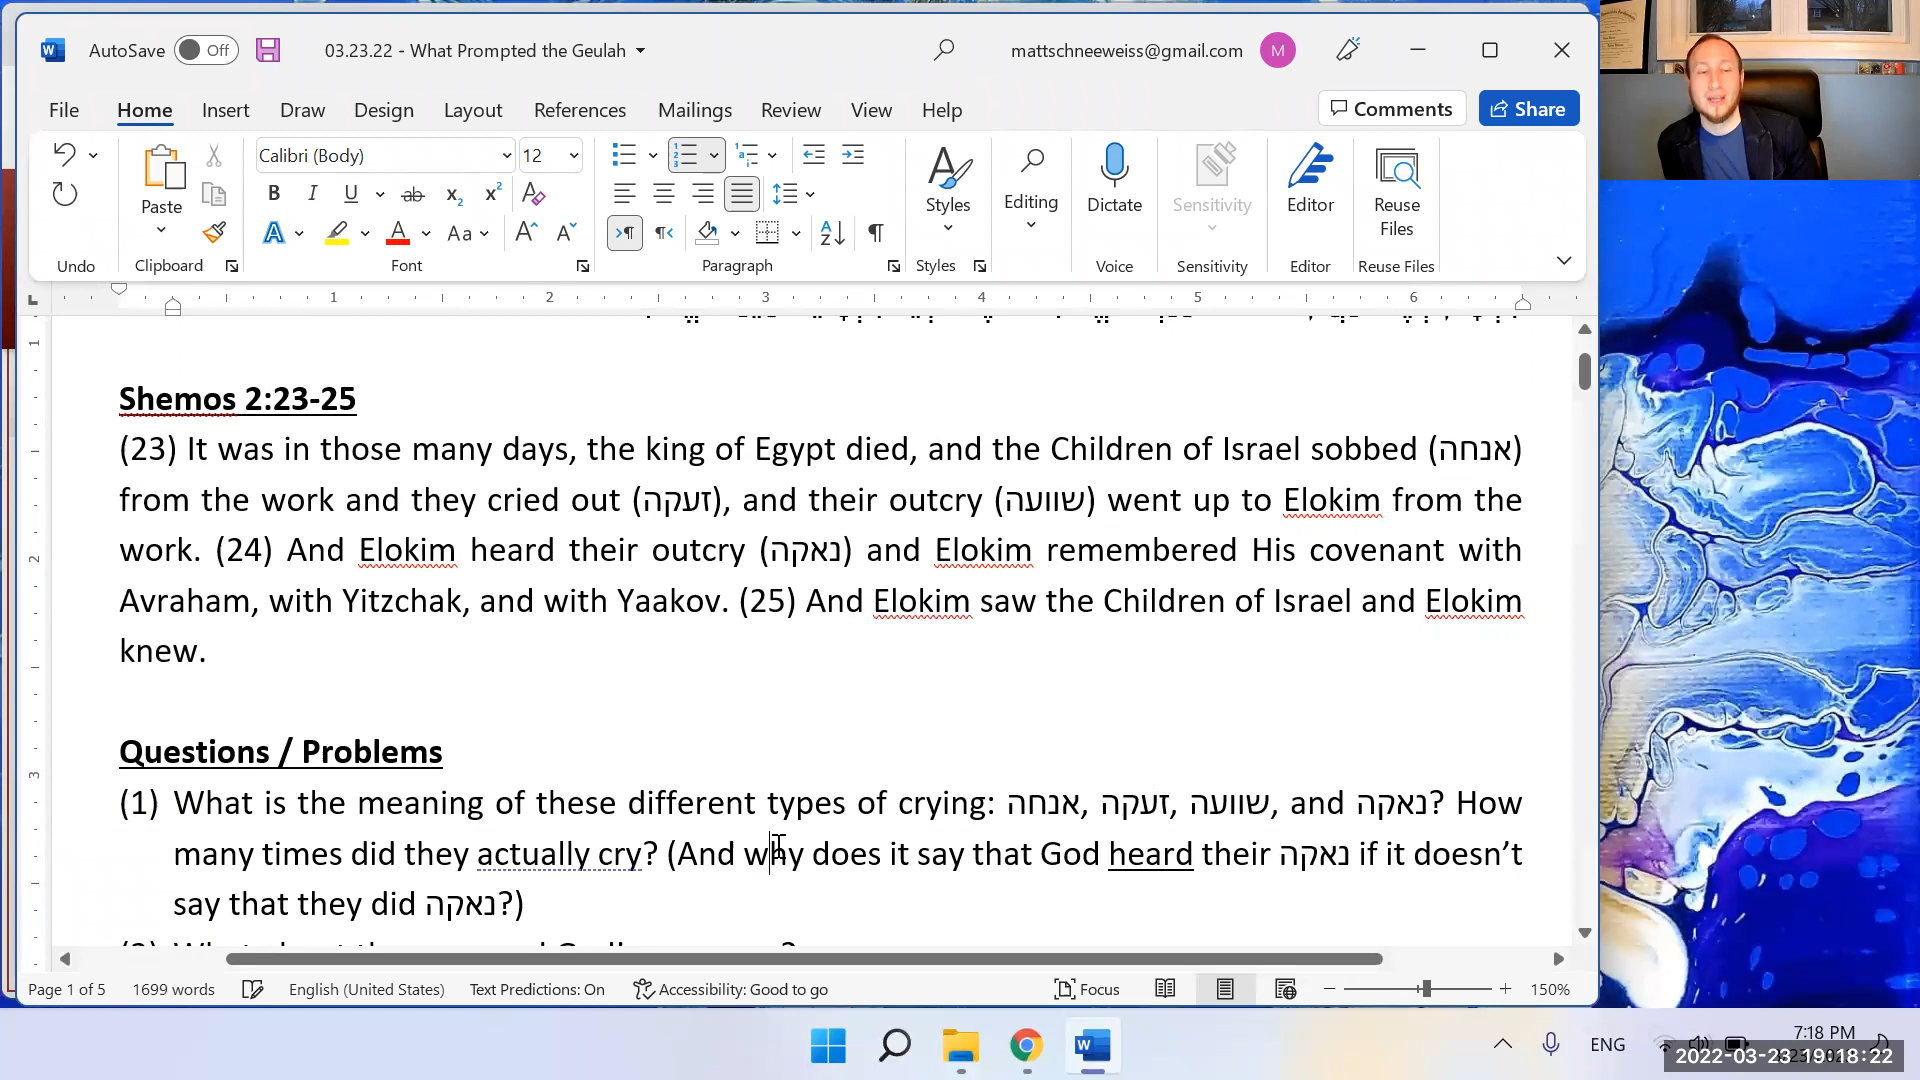 AutoSave Off 03.23.22 - What Prompted the Geulah mattschneeweiss@gmail.com M
File Home Insert Draw Design Layout References Mailings Review View Help Comments Share
Calibri (Body) 12
Paste Styles Editing Dictate Sensitivity Editor Reuse Files
Undo Clipboard Font Paragraph Styles Voice Sensitivity Editor Reuse Files
1 2 3 4 5 6
Shemos 2:23-25
(23) It was in those many days, the king of Egypt died, and the Children of Israel sobbed (אנחה)
from the work and they cried out (זעקה), and their outcry (שוועה) went up to Elokim from the
work. (24) And Elokim heard their outcry (נאקה) and Elokim remembered His covenant with
Avraham, with Yitzchak, and with Yaakov. (25) And Elokim saw the Children of Israel and Elokim
knew.
Questions / Problems
(1) What is the meaning of these different types of crying: אנחה, זעקה, שוועה, and נאקה? How
many times did they actually cry? (And why does it say that God heard their נאקה if it doesn't
say that they did נאקה?)
Page 1 of 5 1699 words English (United States) Text Predictions: On Accessibility: Good to go Focus 150%
ENG 7:18 PM
2022-03-23 19:18:22